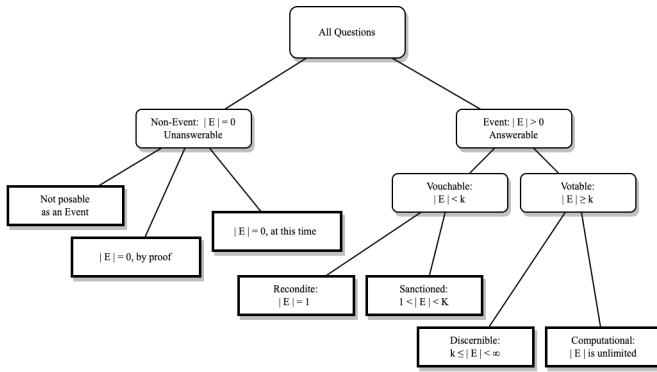 All Questions
Non-Event: | E | = 0
Unanswerable
Event: | E | > 0
Answerable
Vouchable:
| E | < k
Votable:
| E | ≥ k
Not posable
as an Event
| E | = 0, by proof
| E | = 0, at this time
Recondite:
| E | = 1
Sanctioned:
1 < | E | < K
Discernible:
k ≤ | E | < ∞
Computational:
| E | is unlimited